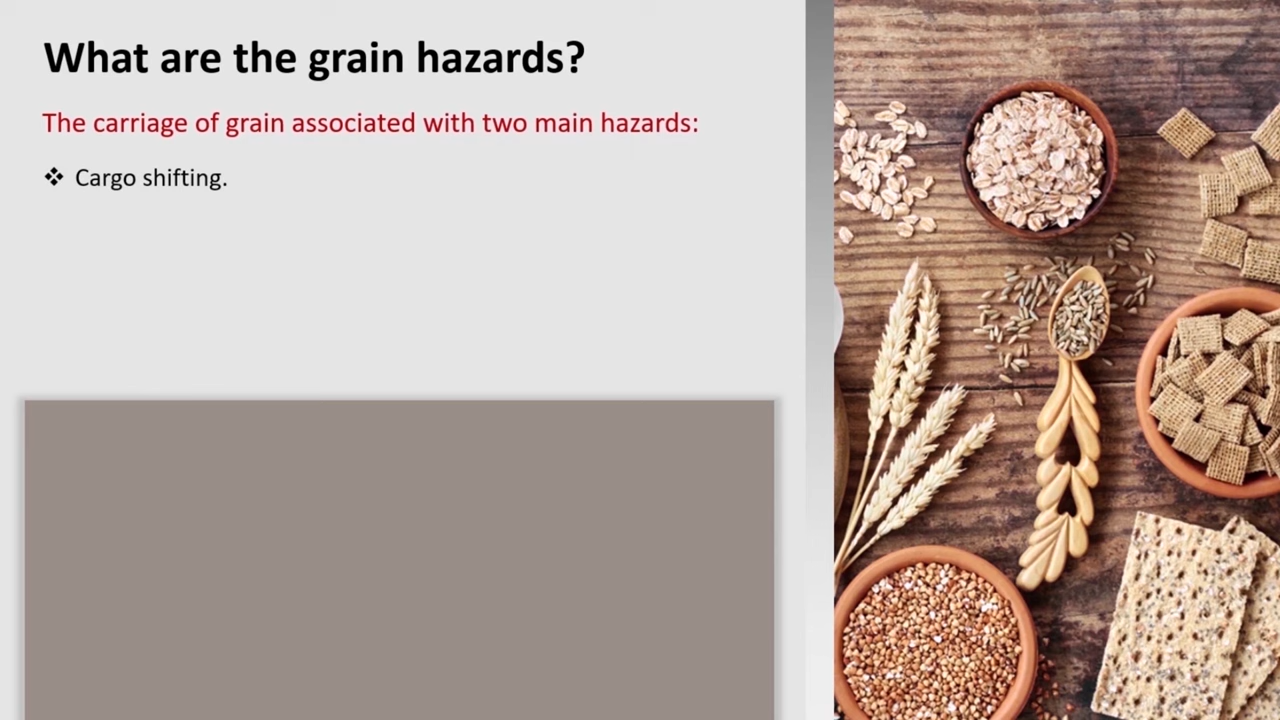 What are the grain hazards?
The carriage of grain associated with two main hazards:
❖ Cargo shifting.